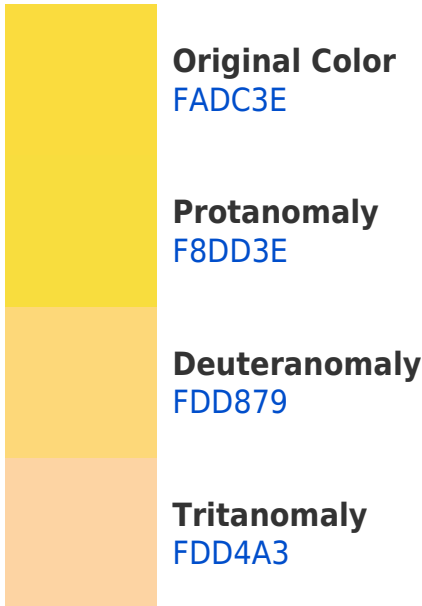 Original Color
FADC3E
Protanomaly
F8DD3E
Deuteranomaly
FDD879
Tritanomaly
FDD4A3